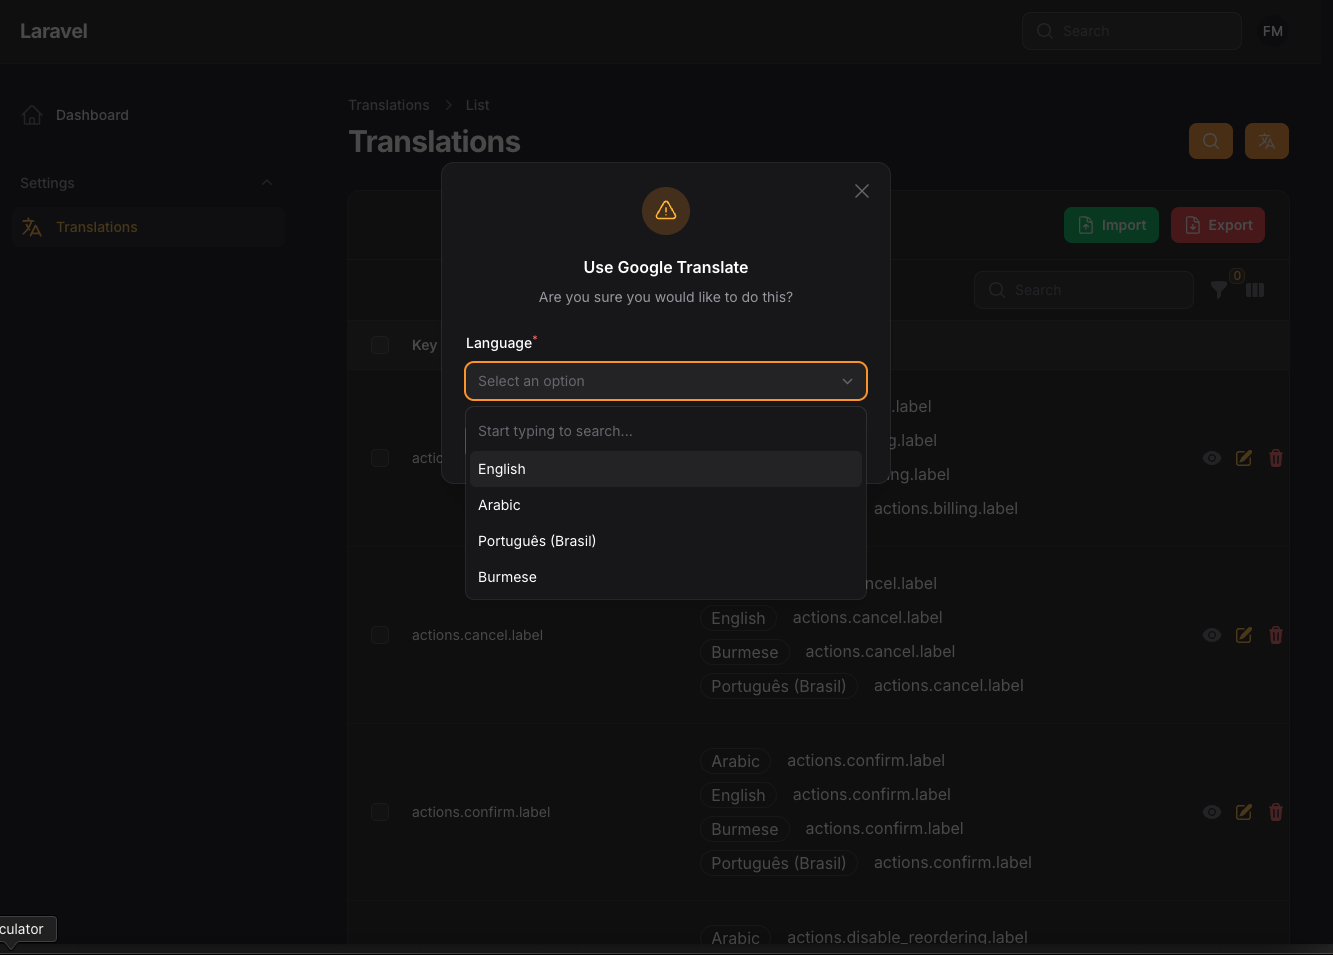 Laravel
Search
FM
Dashboard
Settings
Translations
Translations > List
Translations
Import
Export
Search
0
Key
Use Google Translate
Are you sure you would like to do this?
Language*
Select an option
Start typing to search...
English
Arabic
Português (Brasil)
Burmese
.label
g.label
ng.label
actions.billing.label
actic
ncel.label
English actions.cancel.label
actions.cancel.label
Burmese actions.cancel.label
Português (Brasil) actions.cancel.label
Arabic actions.confirm.label
English actions.confirm.label
actions.confirm.label
Burmese actions.confirm.label
Português (Brasil) actions.confirm.label
Arabic actions.disable_reordering.label
culator